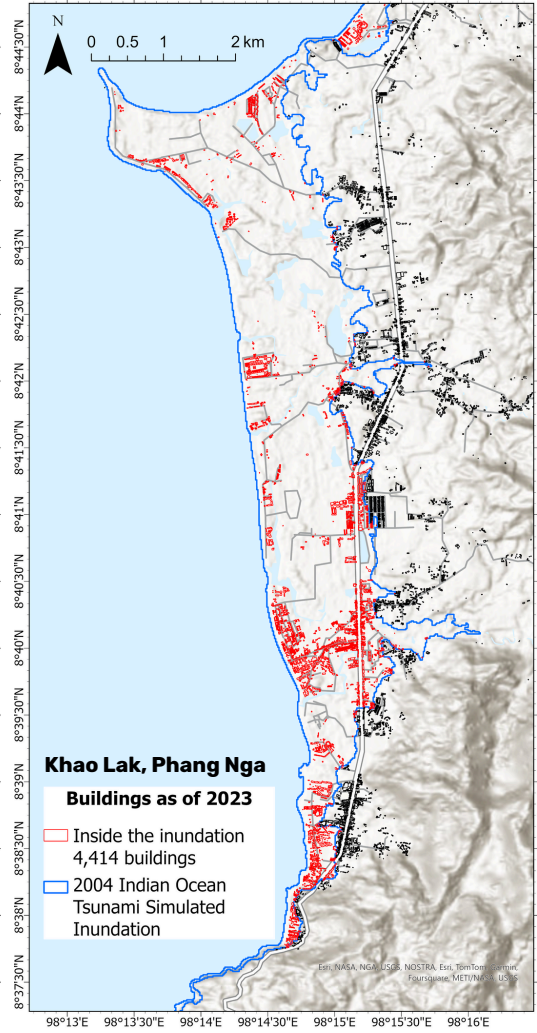 N
0 0.5 1 2 km
8°44'30"N
8°44'N
8°43'30"N
8°43'N
8°42'30"N
8°42'N
8°41'30"N
8°41'N
8°40'30"N
8°40'N
8°39'30"N
8°39'N
8°38'30"N
8°38'N
8°37'30"N
Khao Lak, Phang Nga
Buildings as of 2023
Inside the inundation
4,414 buildings
2004 Indian Ocean
Tsunami Simulated
Inundation
Esri, NASA, NGA, USGS, NOSTRA, Esri, TomTom, Garmin,
Foursquare, METI/NASA, USGS
98°13'E 98°13'30"E 98°14'E 98°14'30"E 98°15'E 98°15'30"E 98°16'E